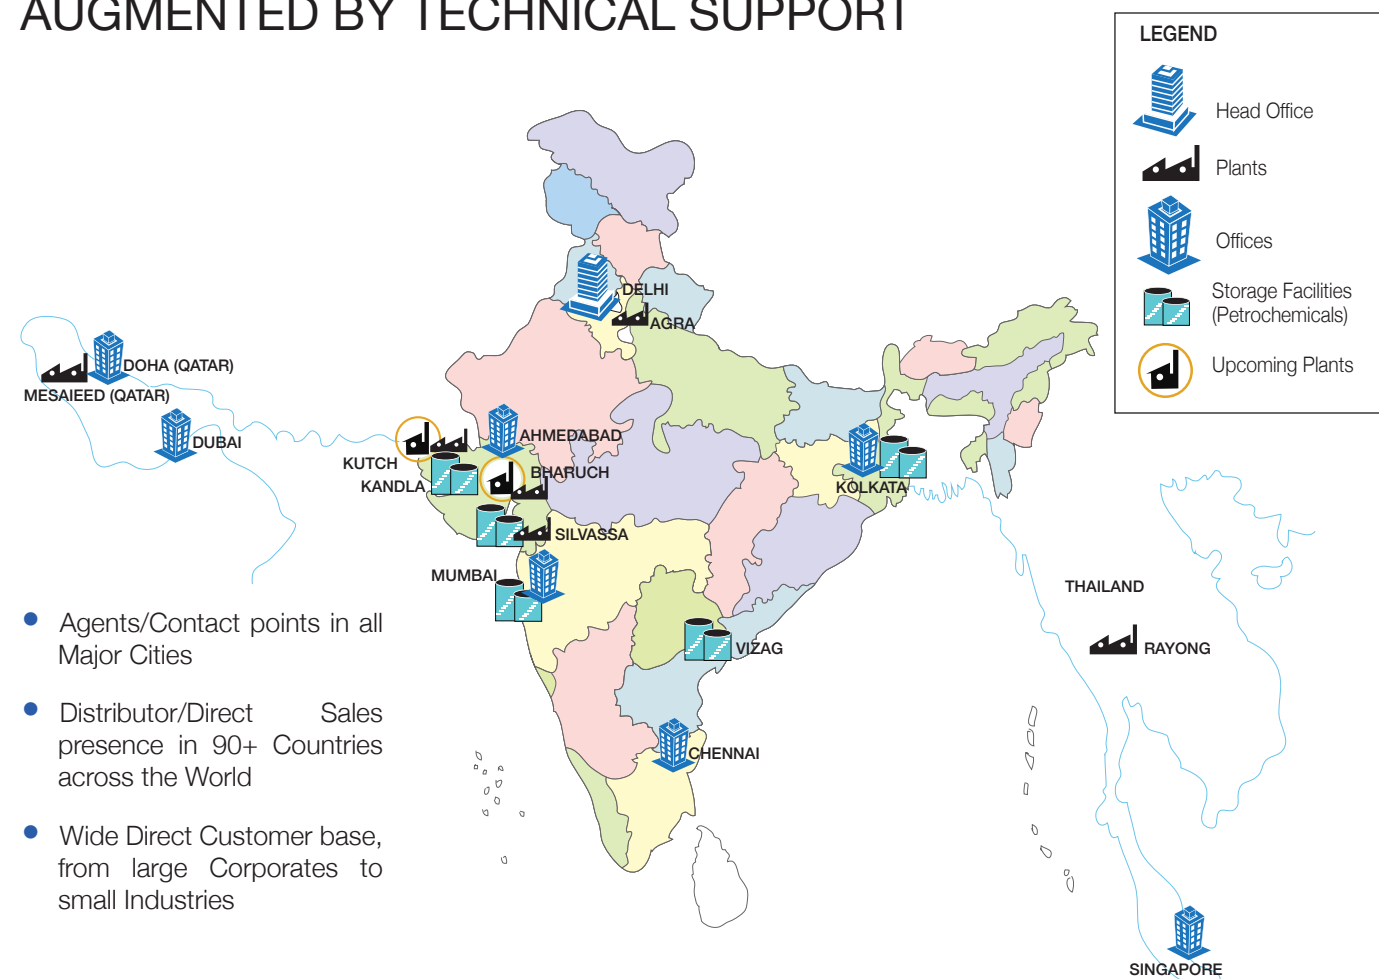 AUGMENTED BY TECHNICAL SUPPORT
LEGEND
Head Office
Plants
Offices
Storage Facilities
(Petrochemicals)
Upcoming Plants
DELHI
AGRA
DOHA (QATAR)
MESAIEED (QATAR)
DUBAI
AHMEDABAD
KUTCH
BHARUCH
KANDLA
KOLKATA
SILVASSA
MUMBAI
THAILAND
RAYONG
VIZAG
CHENNAI
SINGAPORE
Agents/Contact points in all
Major Cities
Distributor/Direct Sales
presence in 90+ Countries
across the World
Wide Direct Customer base,
from large Corporates to
small Industries